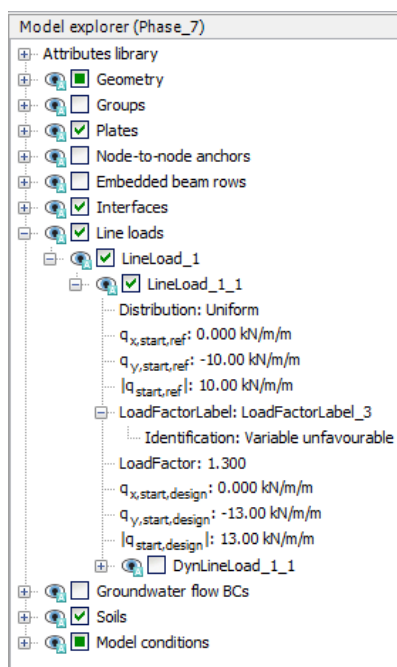 Model explorer (Phase_7)
Attributes library
Geometry
Groups
Plates
Node-to-node anchors
Embedded beam rows
Interfaces
Line loads
LineLoad_1
LineLoad_1_1
Distribution: Uniform
qx,start,ref: 0.000 kN/m/m
qy,start,ref: -10.00 kN/m/m
|qstart,ref|: 10.00 kN/m/m
LoadFactorLabel: LoadFactorLabel_3
Identification: Variable unfavourable
LoadFactor: 1.300
qx,start,design: 0.000 kN/m/m
qy,start,design: -13.00 kN/m/m
|qstart,design|: 13.00 kN/m/m
DynLineLoad_1_1
Groundwater flow BCs
Soils
Model conditions